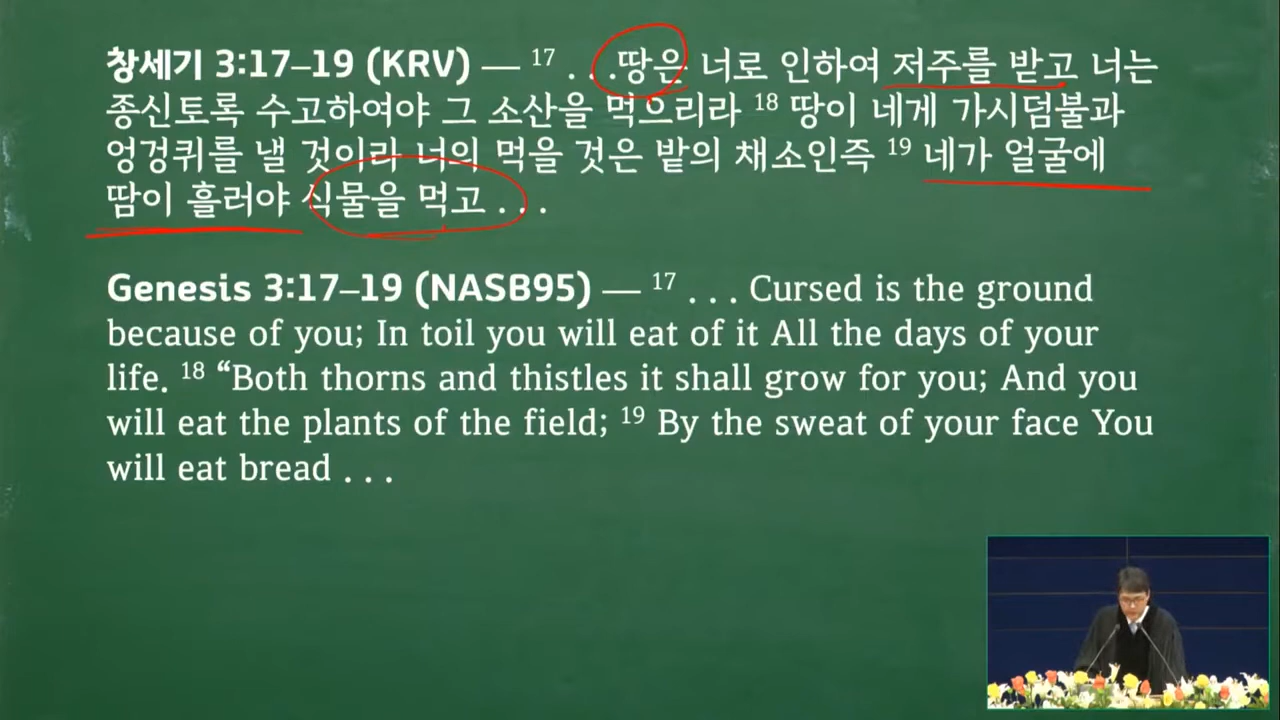 창세기 3:17–19 (KRV) — 17 . . .땅은 너로 인하여 저주를 받고 너는
종신토록 수고하여야 그 소산을 먹으리라 18 땅이 네게 가시덤불과
엉겅퀴를 낼 것이라 너의 먹을 것은 밭의 채소인즉 19 네가 얼굴에
땀이 흘러야 식물을 먹고 . . .
Genesis 3:17–19 (NASB95) — 17 . . . Cursed is the ground
because of you; In toil you will eat of it All the days of your
life. 18 “Both thorns and thistles it shall grow for you; And you
will eat the plants of the field; 19 By the sweat of your face You
will eat bread . . .